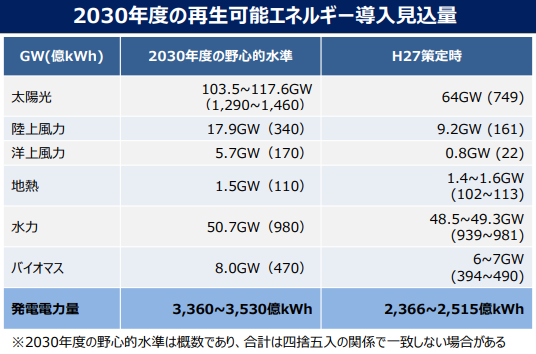 2030年度の再生可能エネルギー導入見込量
GW(億kWh) 2030年度の野心的水準 H27策定時
太陽光 103.5~117.6GW (1,290~1,460) 64GW (749)
陸上風力 17.9GW (340) 9.2GW (161)
洋上風力 5.7GW (170) 0.8GW (22)
地熱 1.5GW (110) 1.4~1.6GW (102~113)
水力 50.7GW (980) 48.5~49.3GW (939~981)
バイオマス 8.0GW (470) 6~7GW (394~490)
発電電力量 3,360~3,530億kWh 2,366~2,515億kWh
※2030年度の野心的水準は概数であり、合計は四捨五入の関係で一致しない場合がある